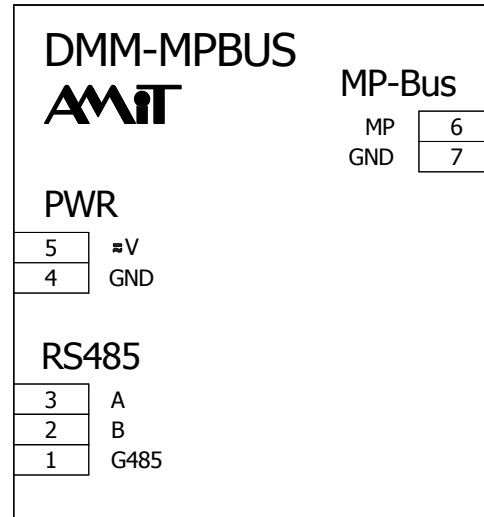 DMM-MPBUS
AMiT
MP-Bus
MP 6
GND 7
PWR
5 ≂V
4 GND
RS485
3 A
2 B
1 G485